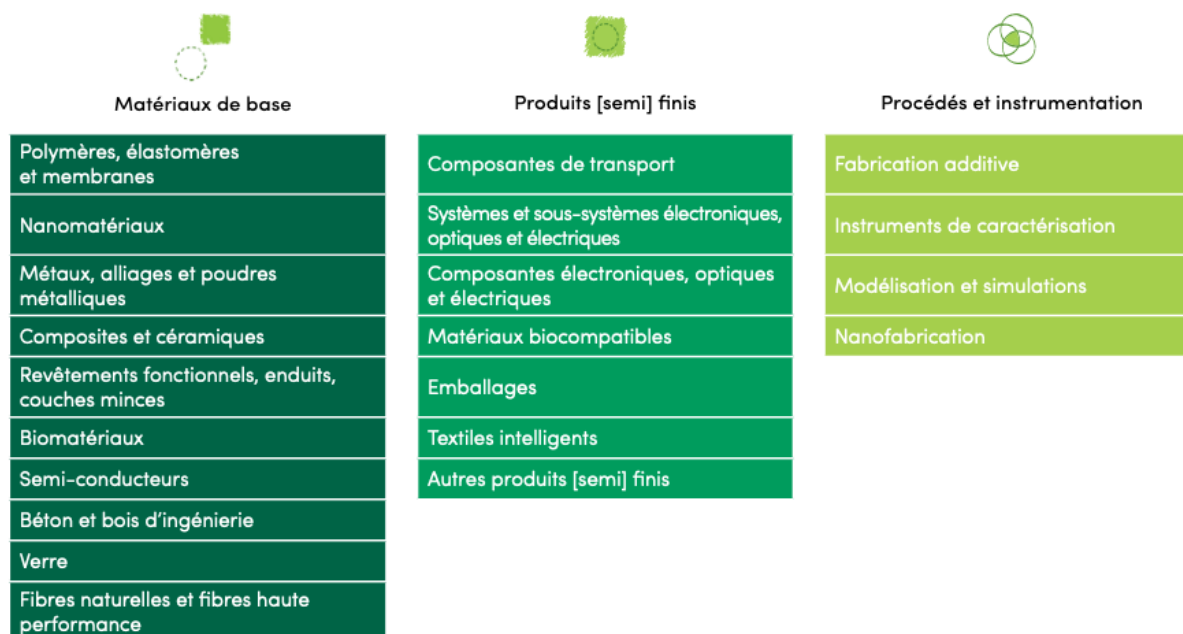 Matériaux de base
Polymères, élastomères
et membranes
Nanomatériaux
Métaux, alliages et poudres
métalliques
Composites et céramiques
Revêtements fonctionnels, enduits,
couches minces
Biomatériaux
Semi-conducteurs
Béton et bois d'ingénierie
Verre
Fibres naturelles et fibres haute
performance
Produits [semi] finis
Composantes de transport
Systèmes et sous-systèmes électroniques,
optiques et électriques
Composantes électroniques, optiques
et électriques
Matériaux biocompatibles
Emballages
Textiles intelligents
Autres produits [semi] finis
Procédés et instrumentation
Fabrication additive
Instruments de caractérisation
Modélisation et simulations
Nanofabrication